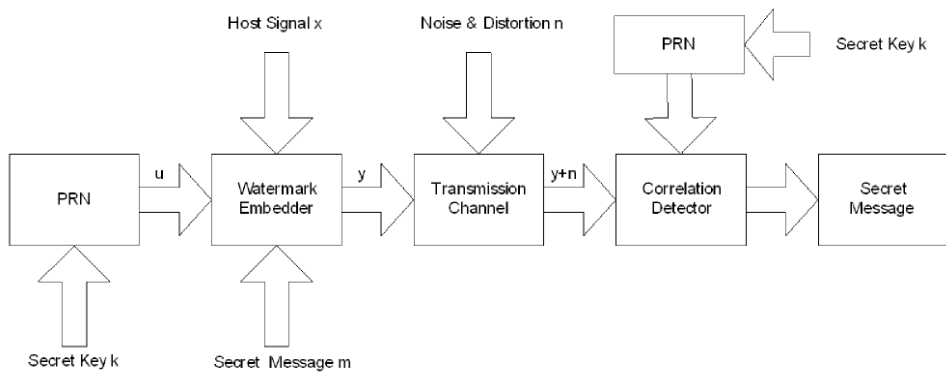 Host Signal x
Noise & Distortion n
PRN
Secret Key k
u
y
y+n
PRN
Watermark
Embedder
Transmission
Channel
Correlation
Detector
Secret
Message
Secret Key k
Secret Message m